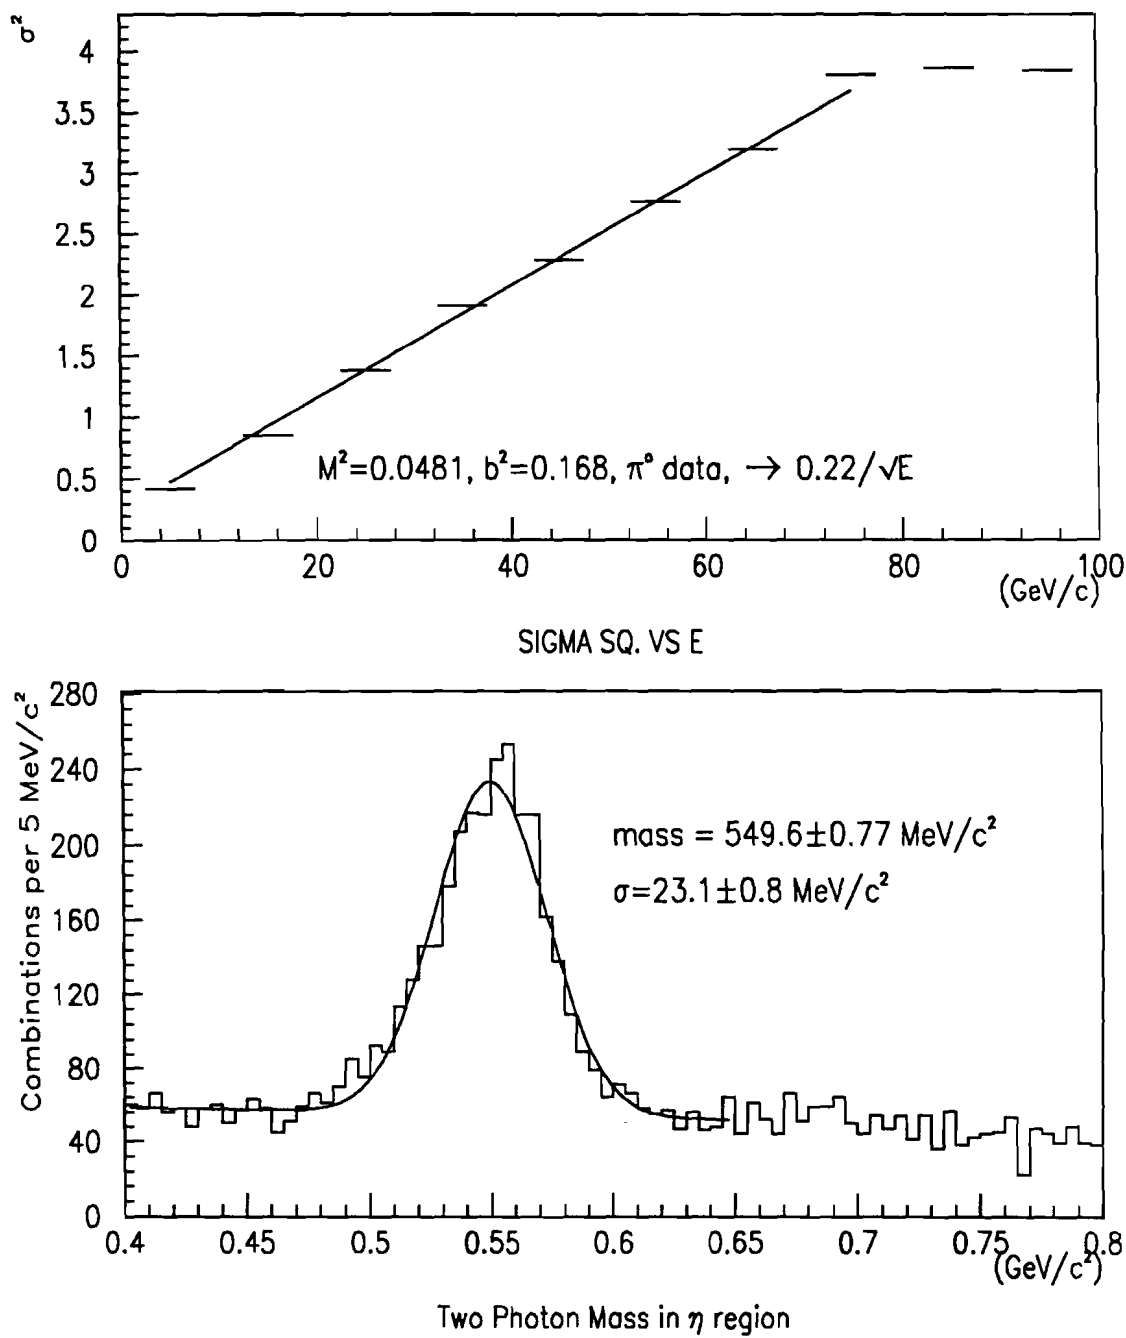 σ²
4
3.5
3
2.5
2
1.5
1
0.5
0
M²=0.0481, b²=0.168, π° data, → 0.22/√E
0 20 40 60 80 100
(GeV/c)
SIGMA SQ. VS E
Combinations per 5 MeV/c²
280
240
200
160
120
80
40
0
mass = 549.6±0.77 MeV/c²
σ=23.1±0.8 MeV/c²
0.4 0.45 0.5 0.55 0.6 0.65 0.7 0.75 0.8
(GeV/c²)
Two Photon Mass in η region